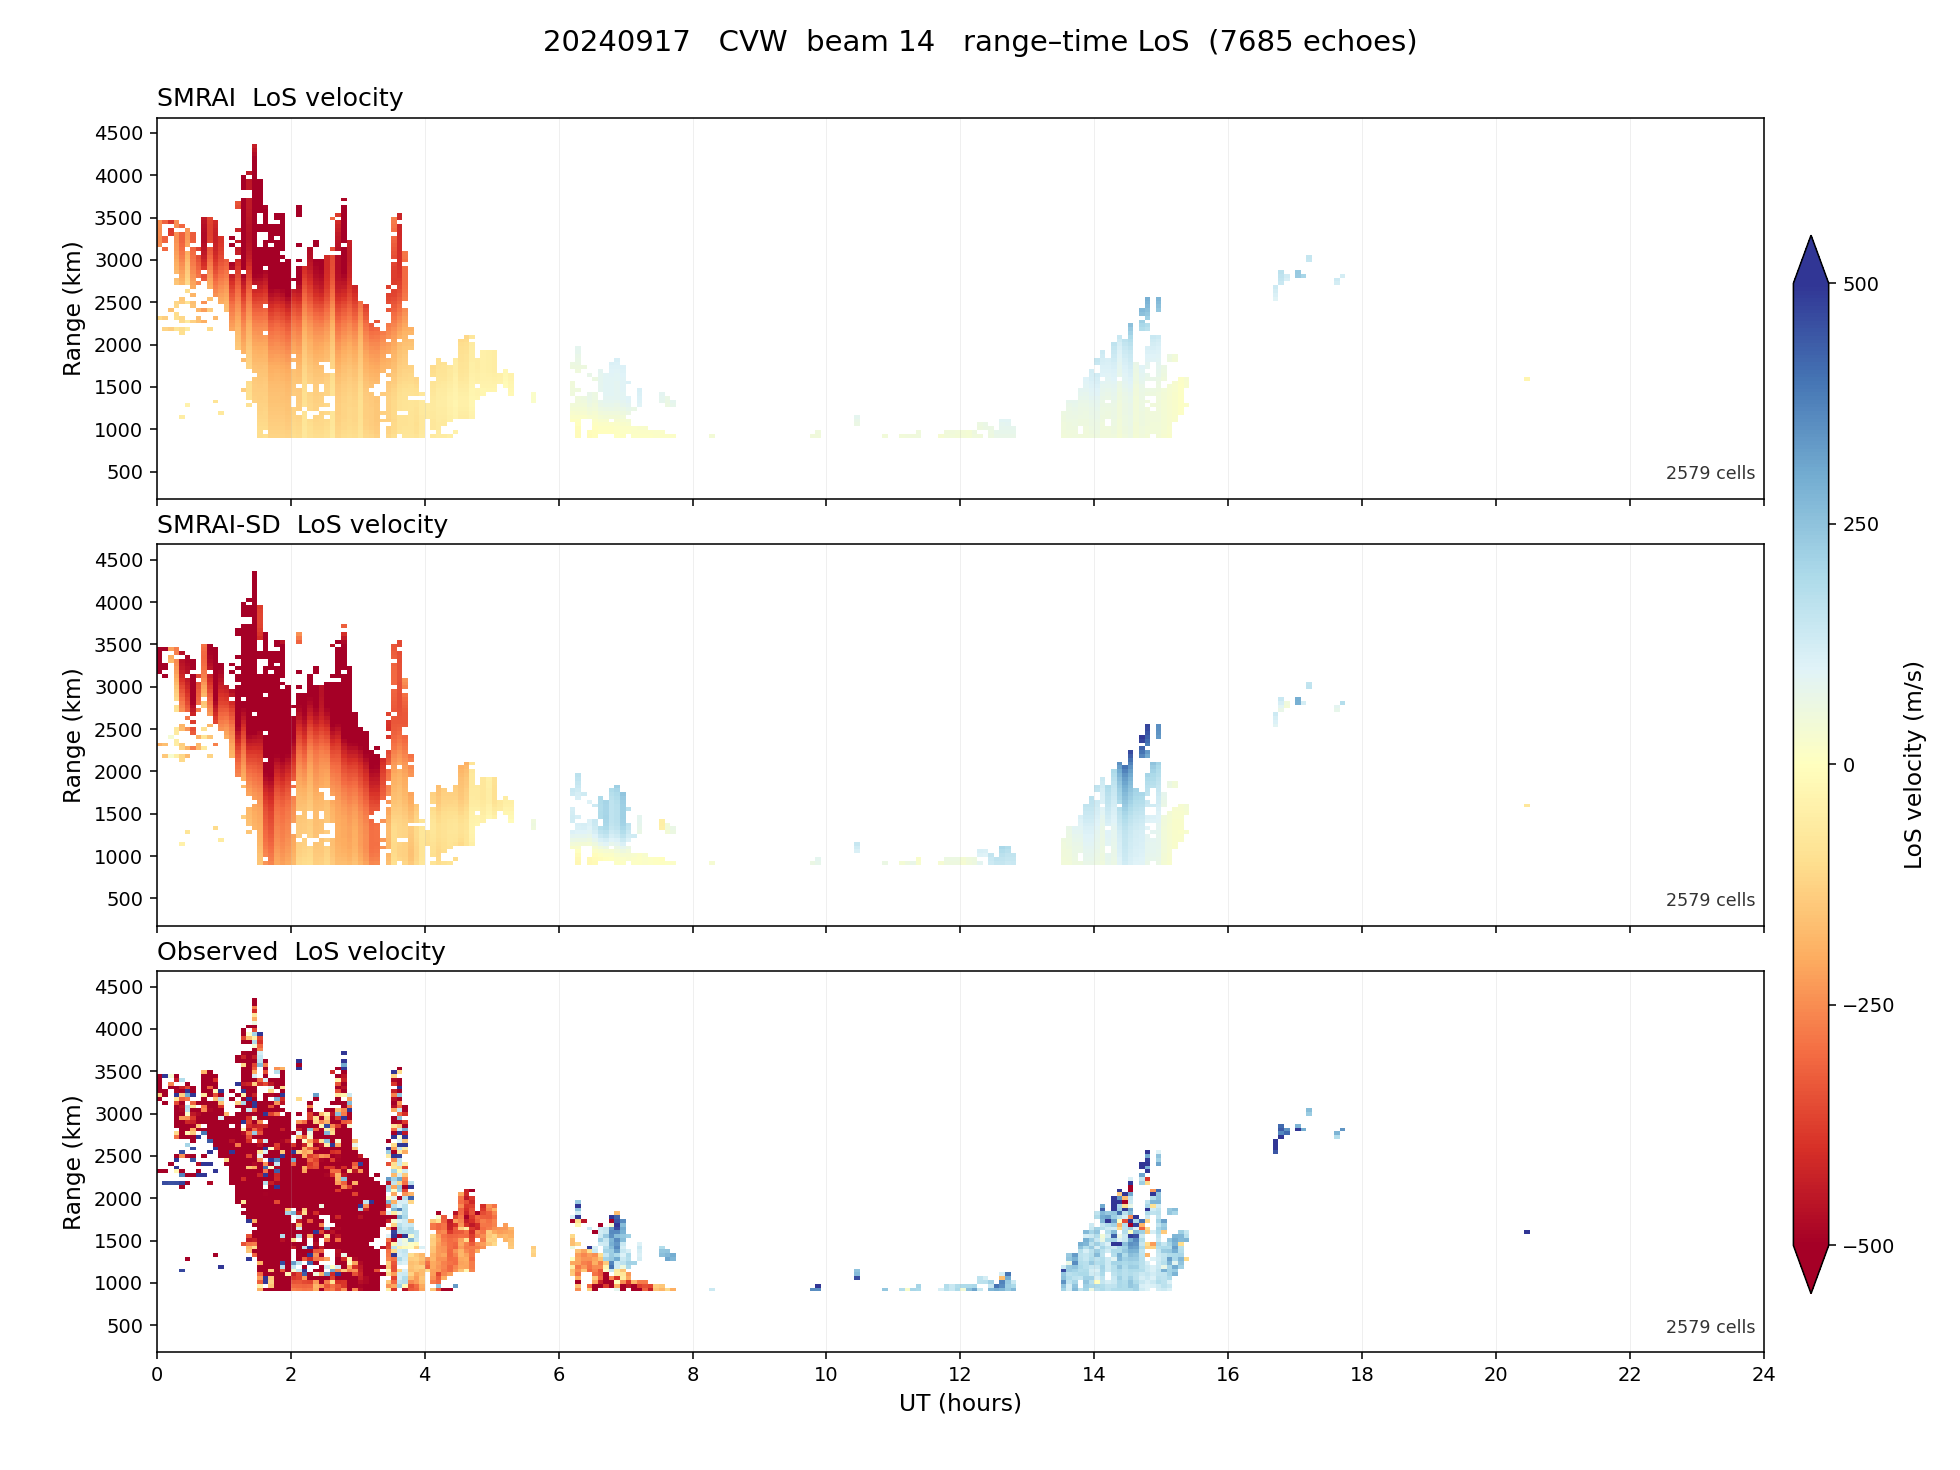 20240917   CVW  beam 14   range–time LoS  (7685 echoes)
SMRAI  LoS velocity
4500
4000
3500
3000
2500
2000
1500
1000
500
Range (km)
2579 cells
SMRAI-SD  LoS velocity
4500
4000
3500
3000
2500
2000
1500
1000
500
Range (km)
2579 cells
Observed  LoS velocity
4500
4000
3500
3000
2500
2000
1500
1000
500
Range (km)
2579 cells
0 2 4 6 8 10 12 14 16 18 20 22 24
UT (hours)
500
250
0
−250
−500
LoS velocity (m/s)